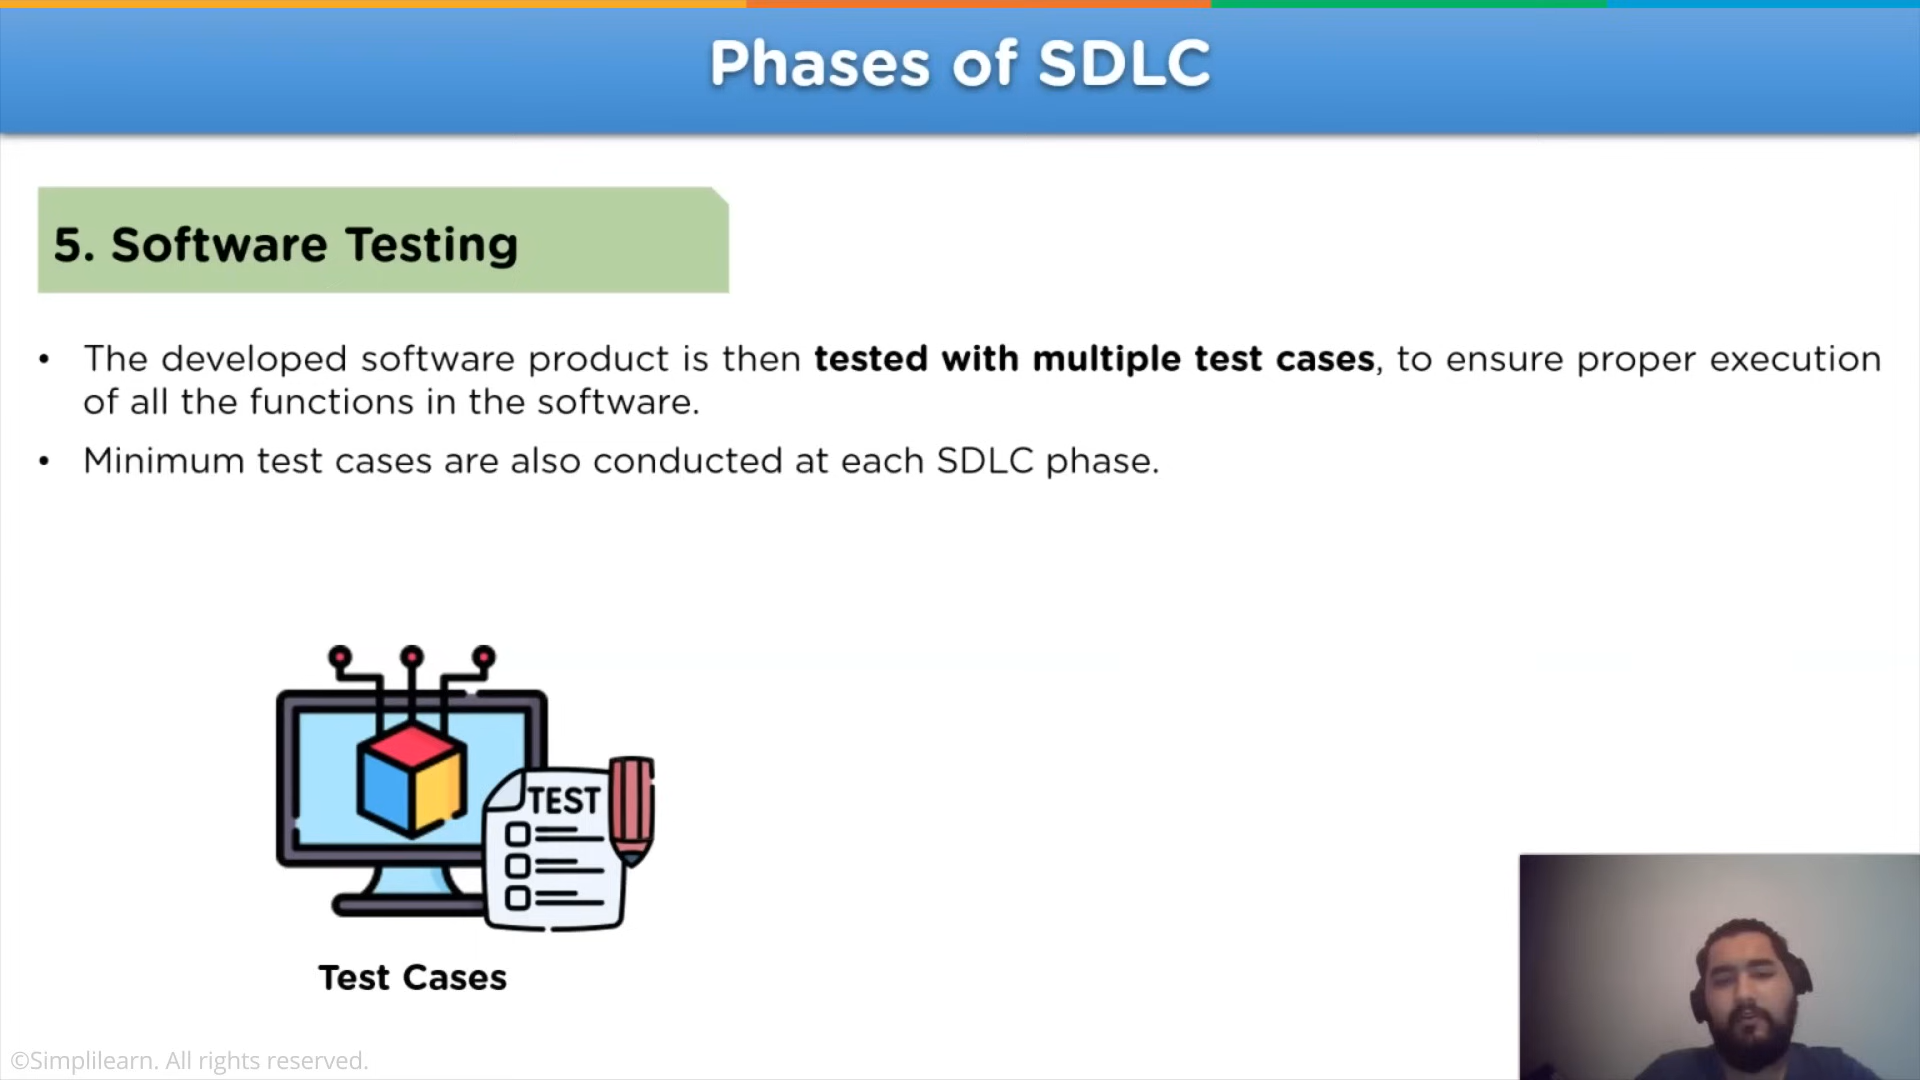 Phases of SDLC
5. Software Testing
• The developed software product is then tested with multiple test cases, to ensure proper execution
of all the functions in the software.
• Minimum test cases are also conducted at each SDLC phase.
TEST
Test Cases
©Simplilearn. All rights reserved.